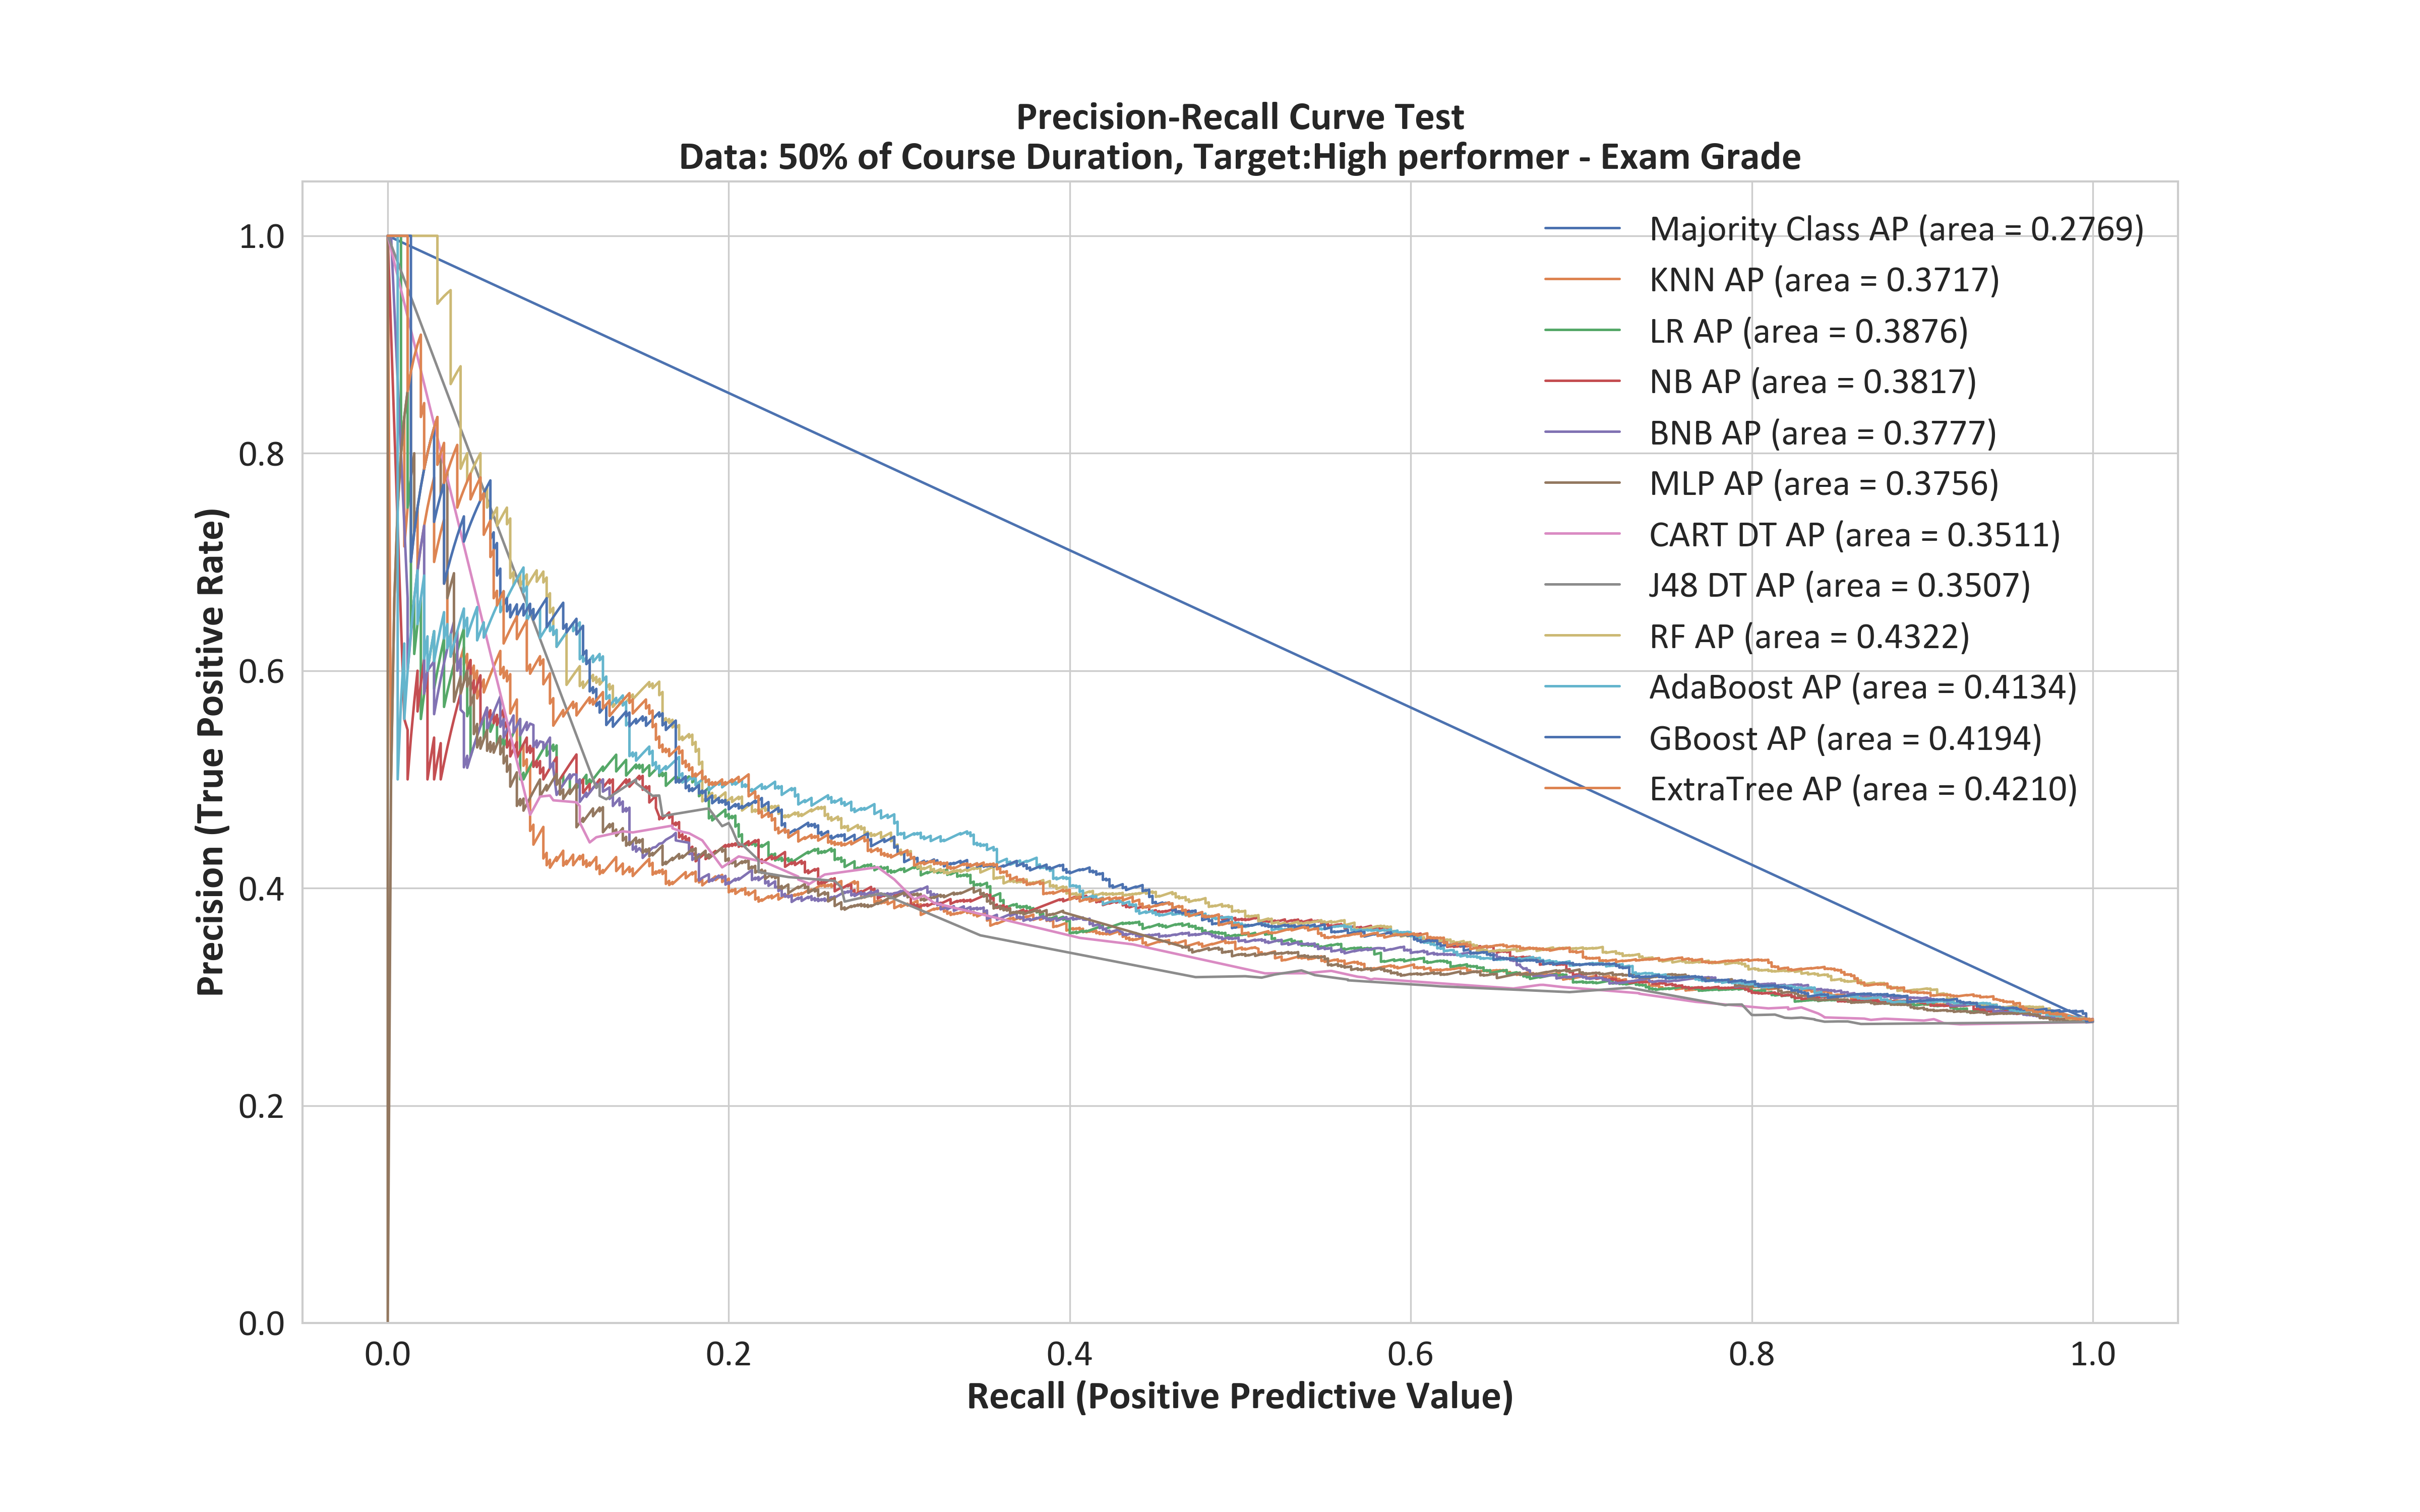 Precision-Recall Curve Test
Data: 50% of Course Duration, Target:High performer - Exam Grade
Majority Class AP (area = 0.2769)
KNN AP (area = 0.3717)
LR AP (area = 0.3876)
NB AP (area = 0.3817)
BNB AP (area = 0.3777)
MLP AP (area = 0.3756)
CART DT AP (area = 0.3511)
J48 DT AP (area = 0.3507)
RF AP (area = 0.4322)
AdaBoost AP (area = 0.4134)
GBoost AP (area = 0.4194)
ExtraTree AP (area = 0.4210)
Precision (True Positive Rate)
1.0
0.8
0.6
0.4
0.2
0.0
0.0 0.2 0.4 0.6 0.8 1.0
Recall (Positive Predictive Value)